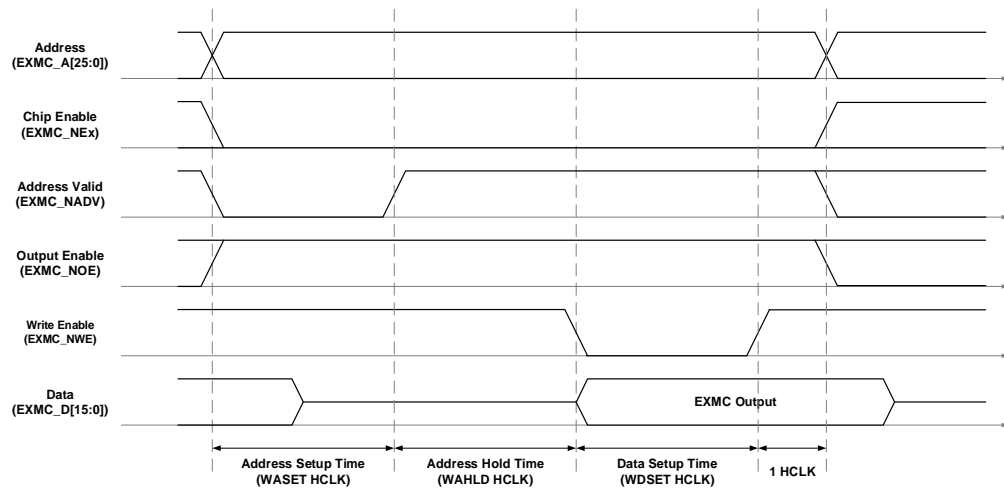 Address
(EXMC_A[25:0])
Chip Enable
(EXMC_NEx)
Address Valid
(EXMC_NADV)
Output Enable
(EXMC_NOE)
Write Enable
(EXMC_NWE)
Data
(EXMC_D[15:0])
EXMC Output
Address Setup Time
(WASET HCLK)
Address Hold Time
(WAHLD HCLK)
Data Setup Time
(WDSET HCLK)
1 HCLK